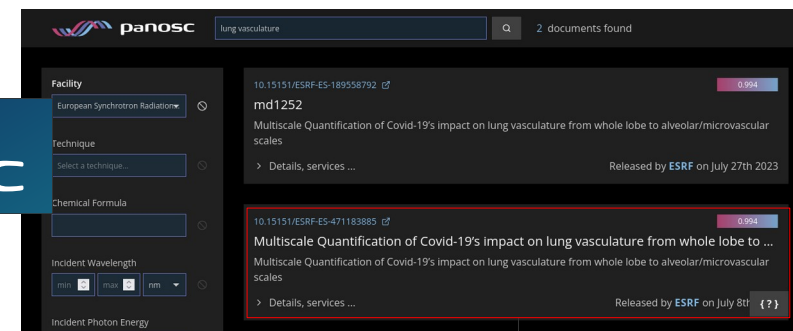 panosc
lung vasculature
2 documents found
Facility
European Synchrotron Radiation
Technique
Select a technique...
Chemical Formula
Incident Wavelength
min
max
nm
Incident Photon Energy
10.15151/ESRF-ES-189558792
0.994
md1252
Multiscale Quantification of Covid-19's impact on lung vasculature from whole lobe to alveolar/microvascular
scales
> Details, services ...
Released by ESRF on July 27th 2023
10.15151/ESRF-ES-471183885
0.994
Multiscale Quantification of Covid-19's impact on lung vasculature from whole lobe to ...
Multiscale Quantification of Covid-19's impact on lung vasculature from whole lobe to alveolar/microvascular
scales
> Details, services ...
Released by ESRF on July 8th
{?}